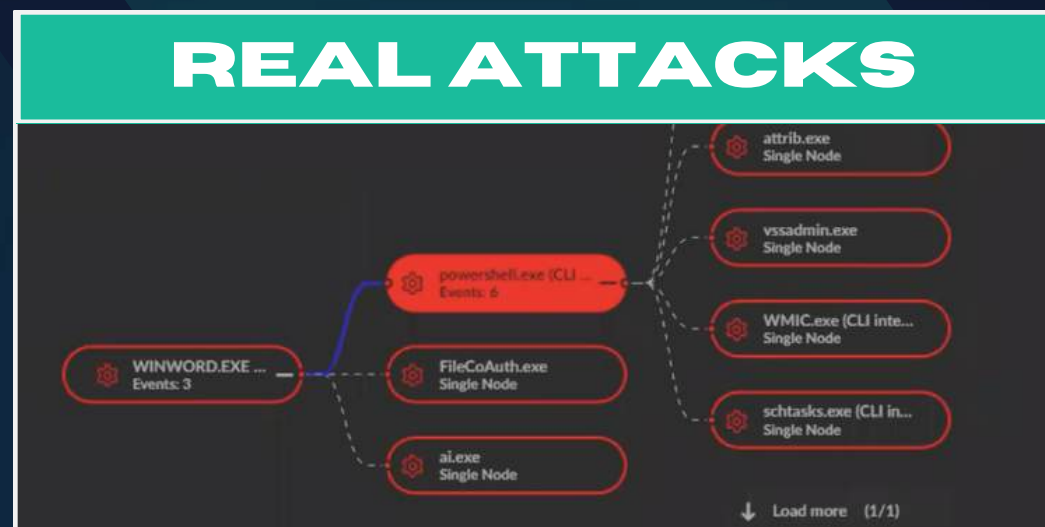 REAL ATTACKS
attrib.exe
Single Node
vssadmin.exe
Single Node
powershell.exe (CLI ...
Events: 6
WMIC.exe (CLI inte...
Single Node
WINWORD.EXE ...
Events: 3
FileCoAuth.exe
Single Node
schtasks.exe (CLI in...
Single Node
ai.exe
Single Node
Load more (1/1)